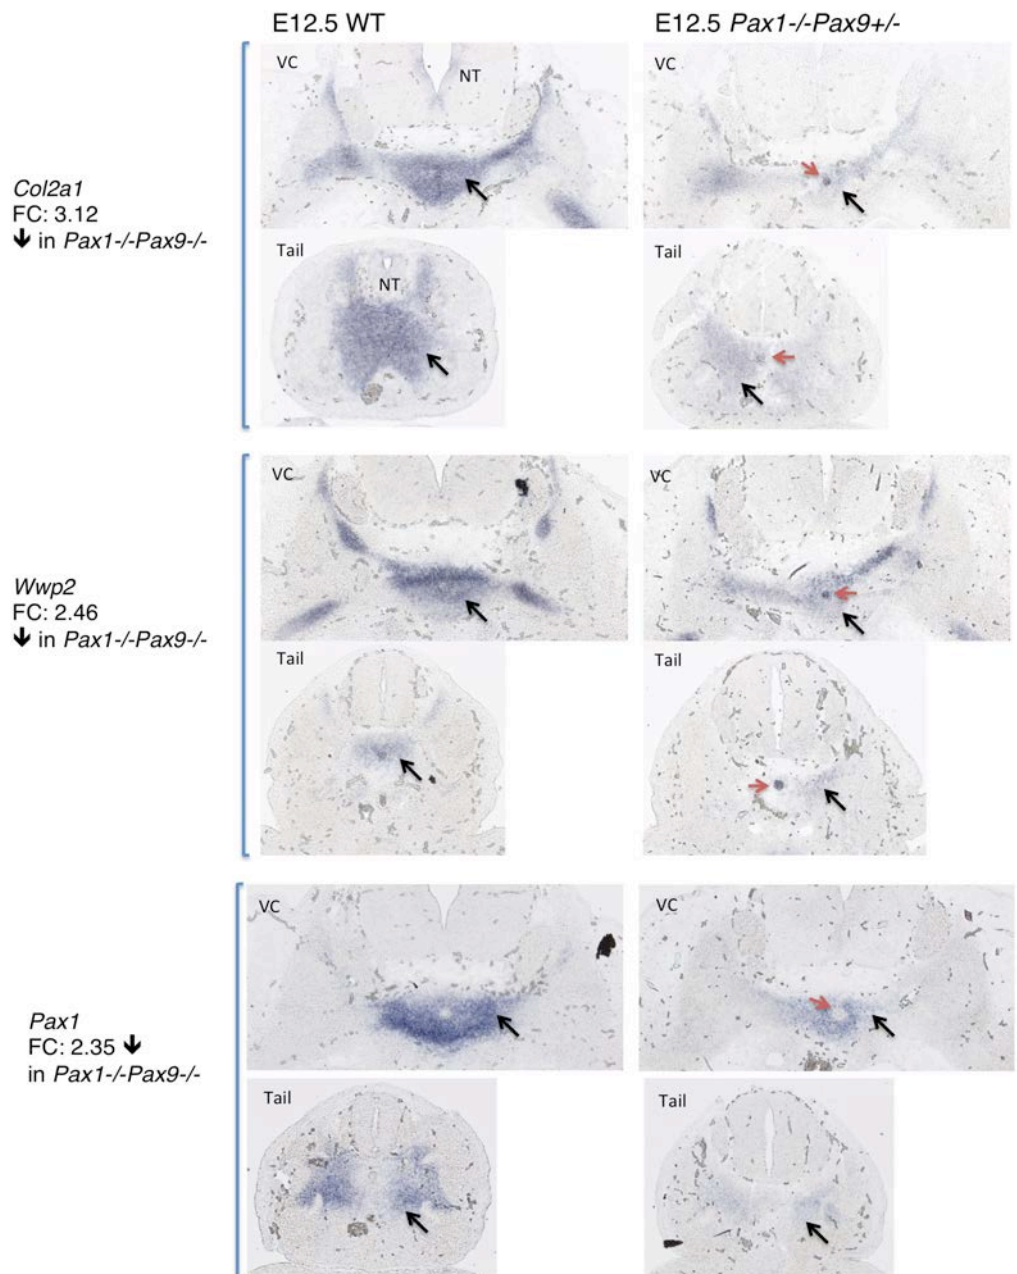 E12.5 WT
E12.5 Pax1-/-Pax9+/-
Col2a1
FC: 3.12
↓ in Pax1-/-Pax9-/-
VC
NT
VC
Tail
NT
Tail
Wwp2
FC: 2.46
↓ in Pax1-/-Pax9-/-
VC
VC
Tail
Tail
Pax1
FC: 2.35 ↓
in Pax1-/-Pax9-/-
VC
VC
Tail
Tail